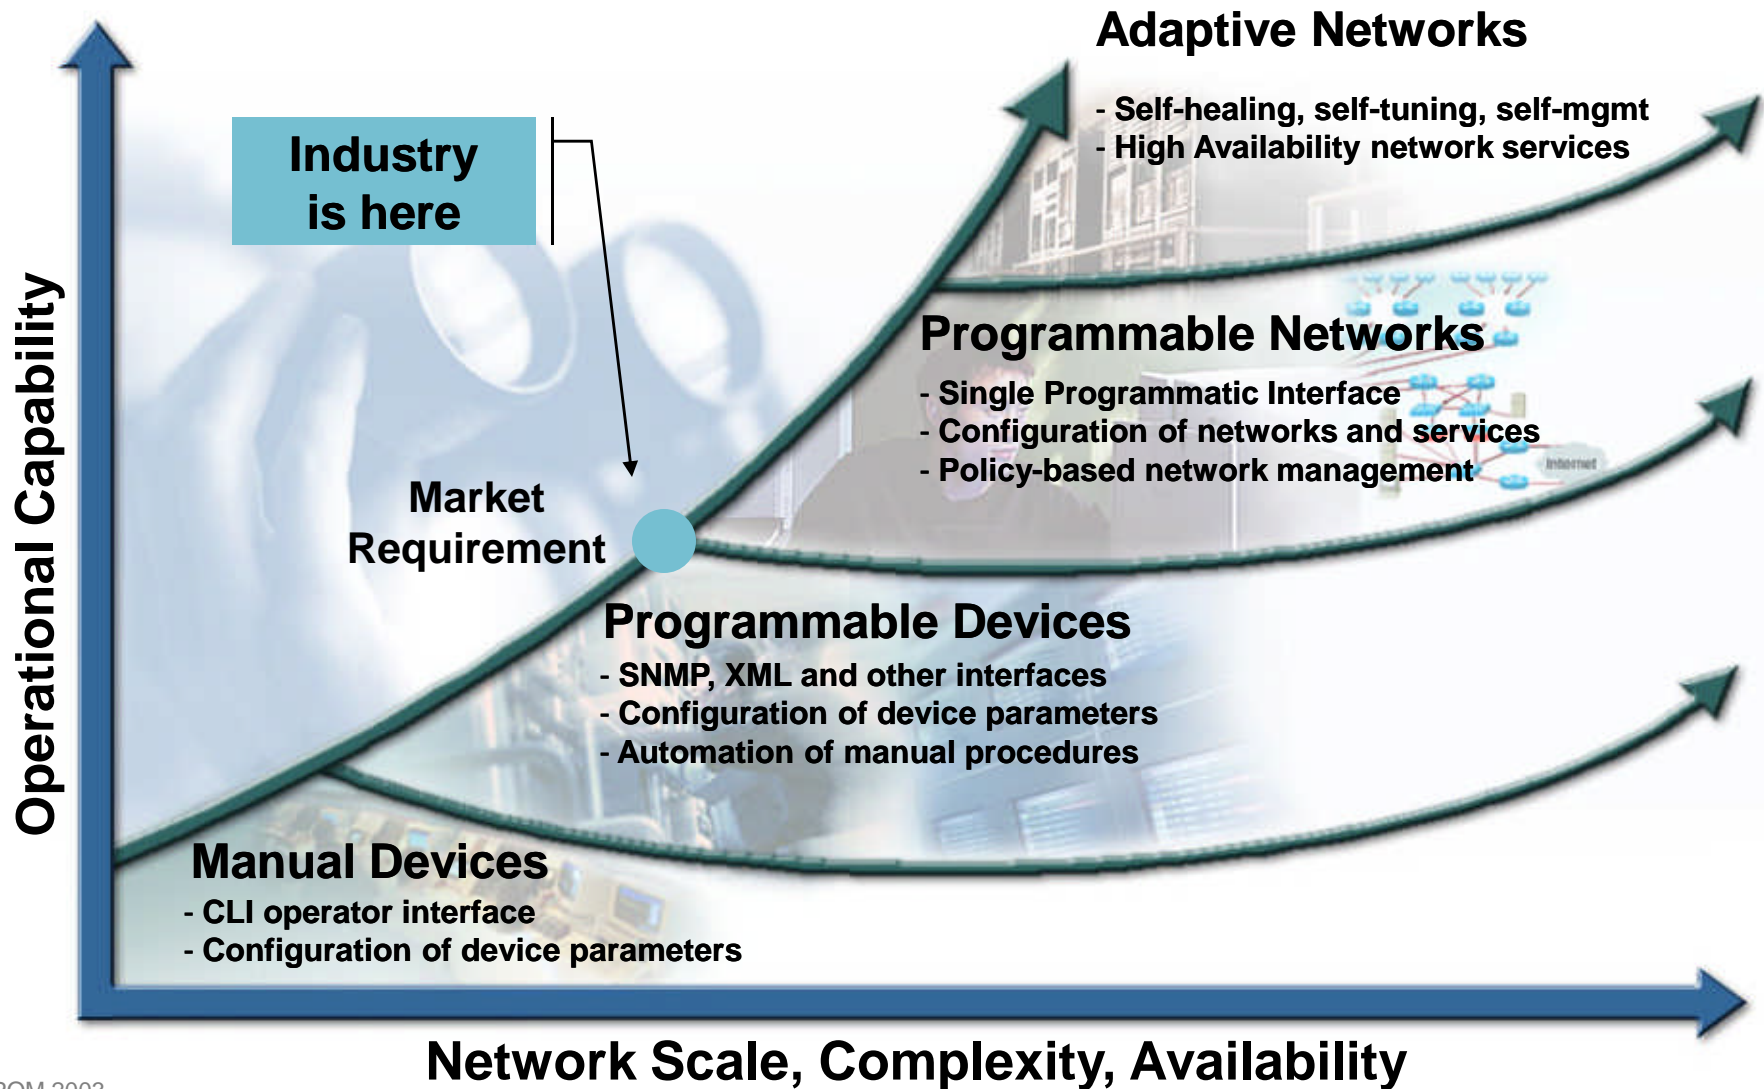 Adaptive Networks
- Self-healing, self-tuning, self-mgmt
- High Availability network services
Industry
is here
Programmable Networks
- Single Programmatic Interface
- Configuration of networks and services
- Policy-based network management
Internet
Market
Requirement
Programmable Devices
- SNMP, XML and other interfaces
- Configuration of device parameters
- Automation of manual procedures
Manual Devices
- CLI operator interface
- Configuration of device parameters
Operational Capability
Network Scale, Complexity, Availability